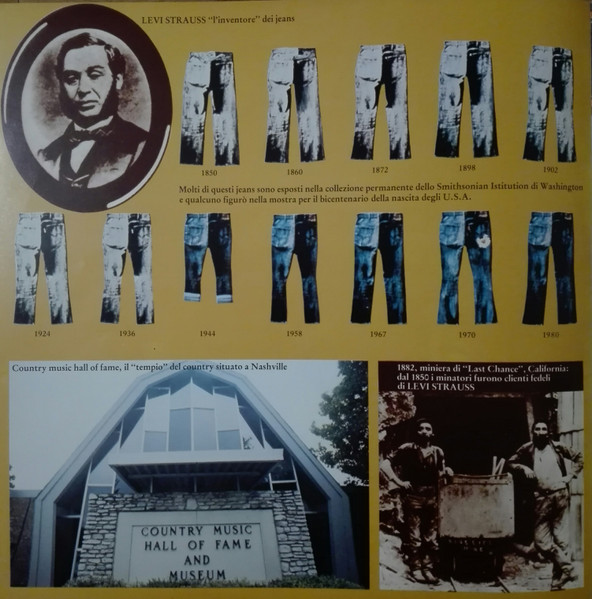 LEVI STRAUSS "l'inventore" dei jeans
1850
1860
1872
1898
1902
Molti di questi jeans sono esposti nella collezione permanente dello Smithsonian Istitution di Washington
e qualcuno figurò nella mostra per il bicentenario della nascita degli U.S.A.
1924
1936
1944
1958
1967
1970
1980
Country music hall of fame, il "tempio" del country situato a Nashville
COUNTRY MUSIC
HALL OF FAME
AND
MUSEUM
1882, miniera di "Last Chance", California:
dal 1850 i minatori furono clienti fedeli
di LEVI STRAUSS